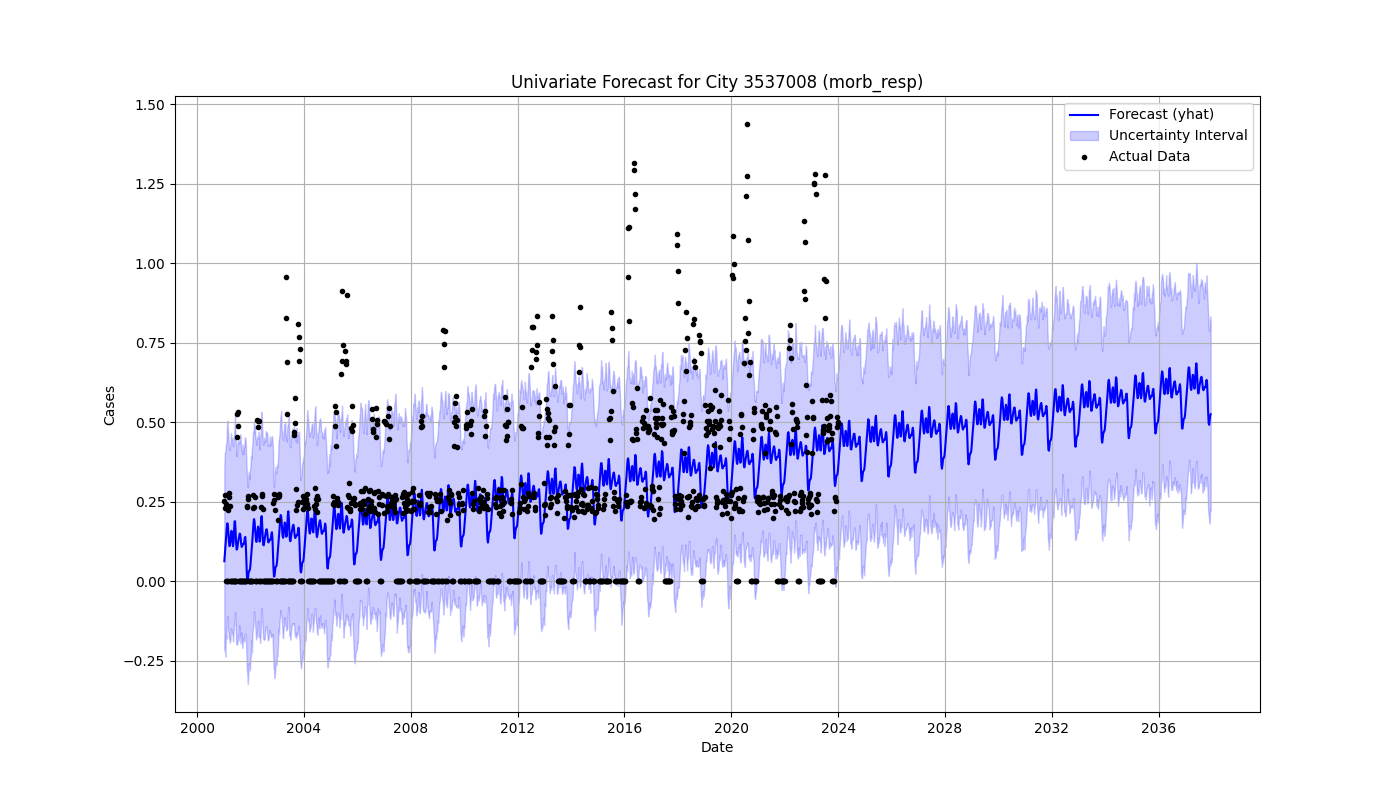 Univariate Forecast for City 3537008 (morb_resp)
Forecast (yhat)
Uncertainty Interval
Actual Data
Cases
1.50
1.25
1.00
0.75
0.50
0.25
0.00
−0.25
2000 2004 2008 2012 2016 2020 2024 2028 2032 2036
Date